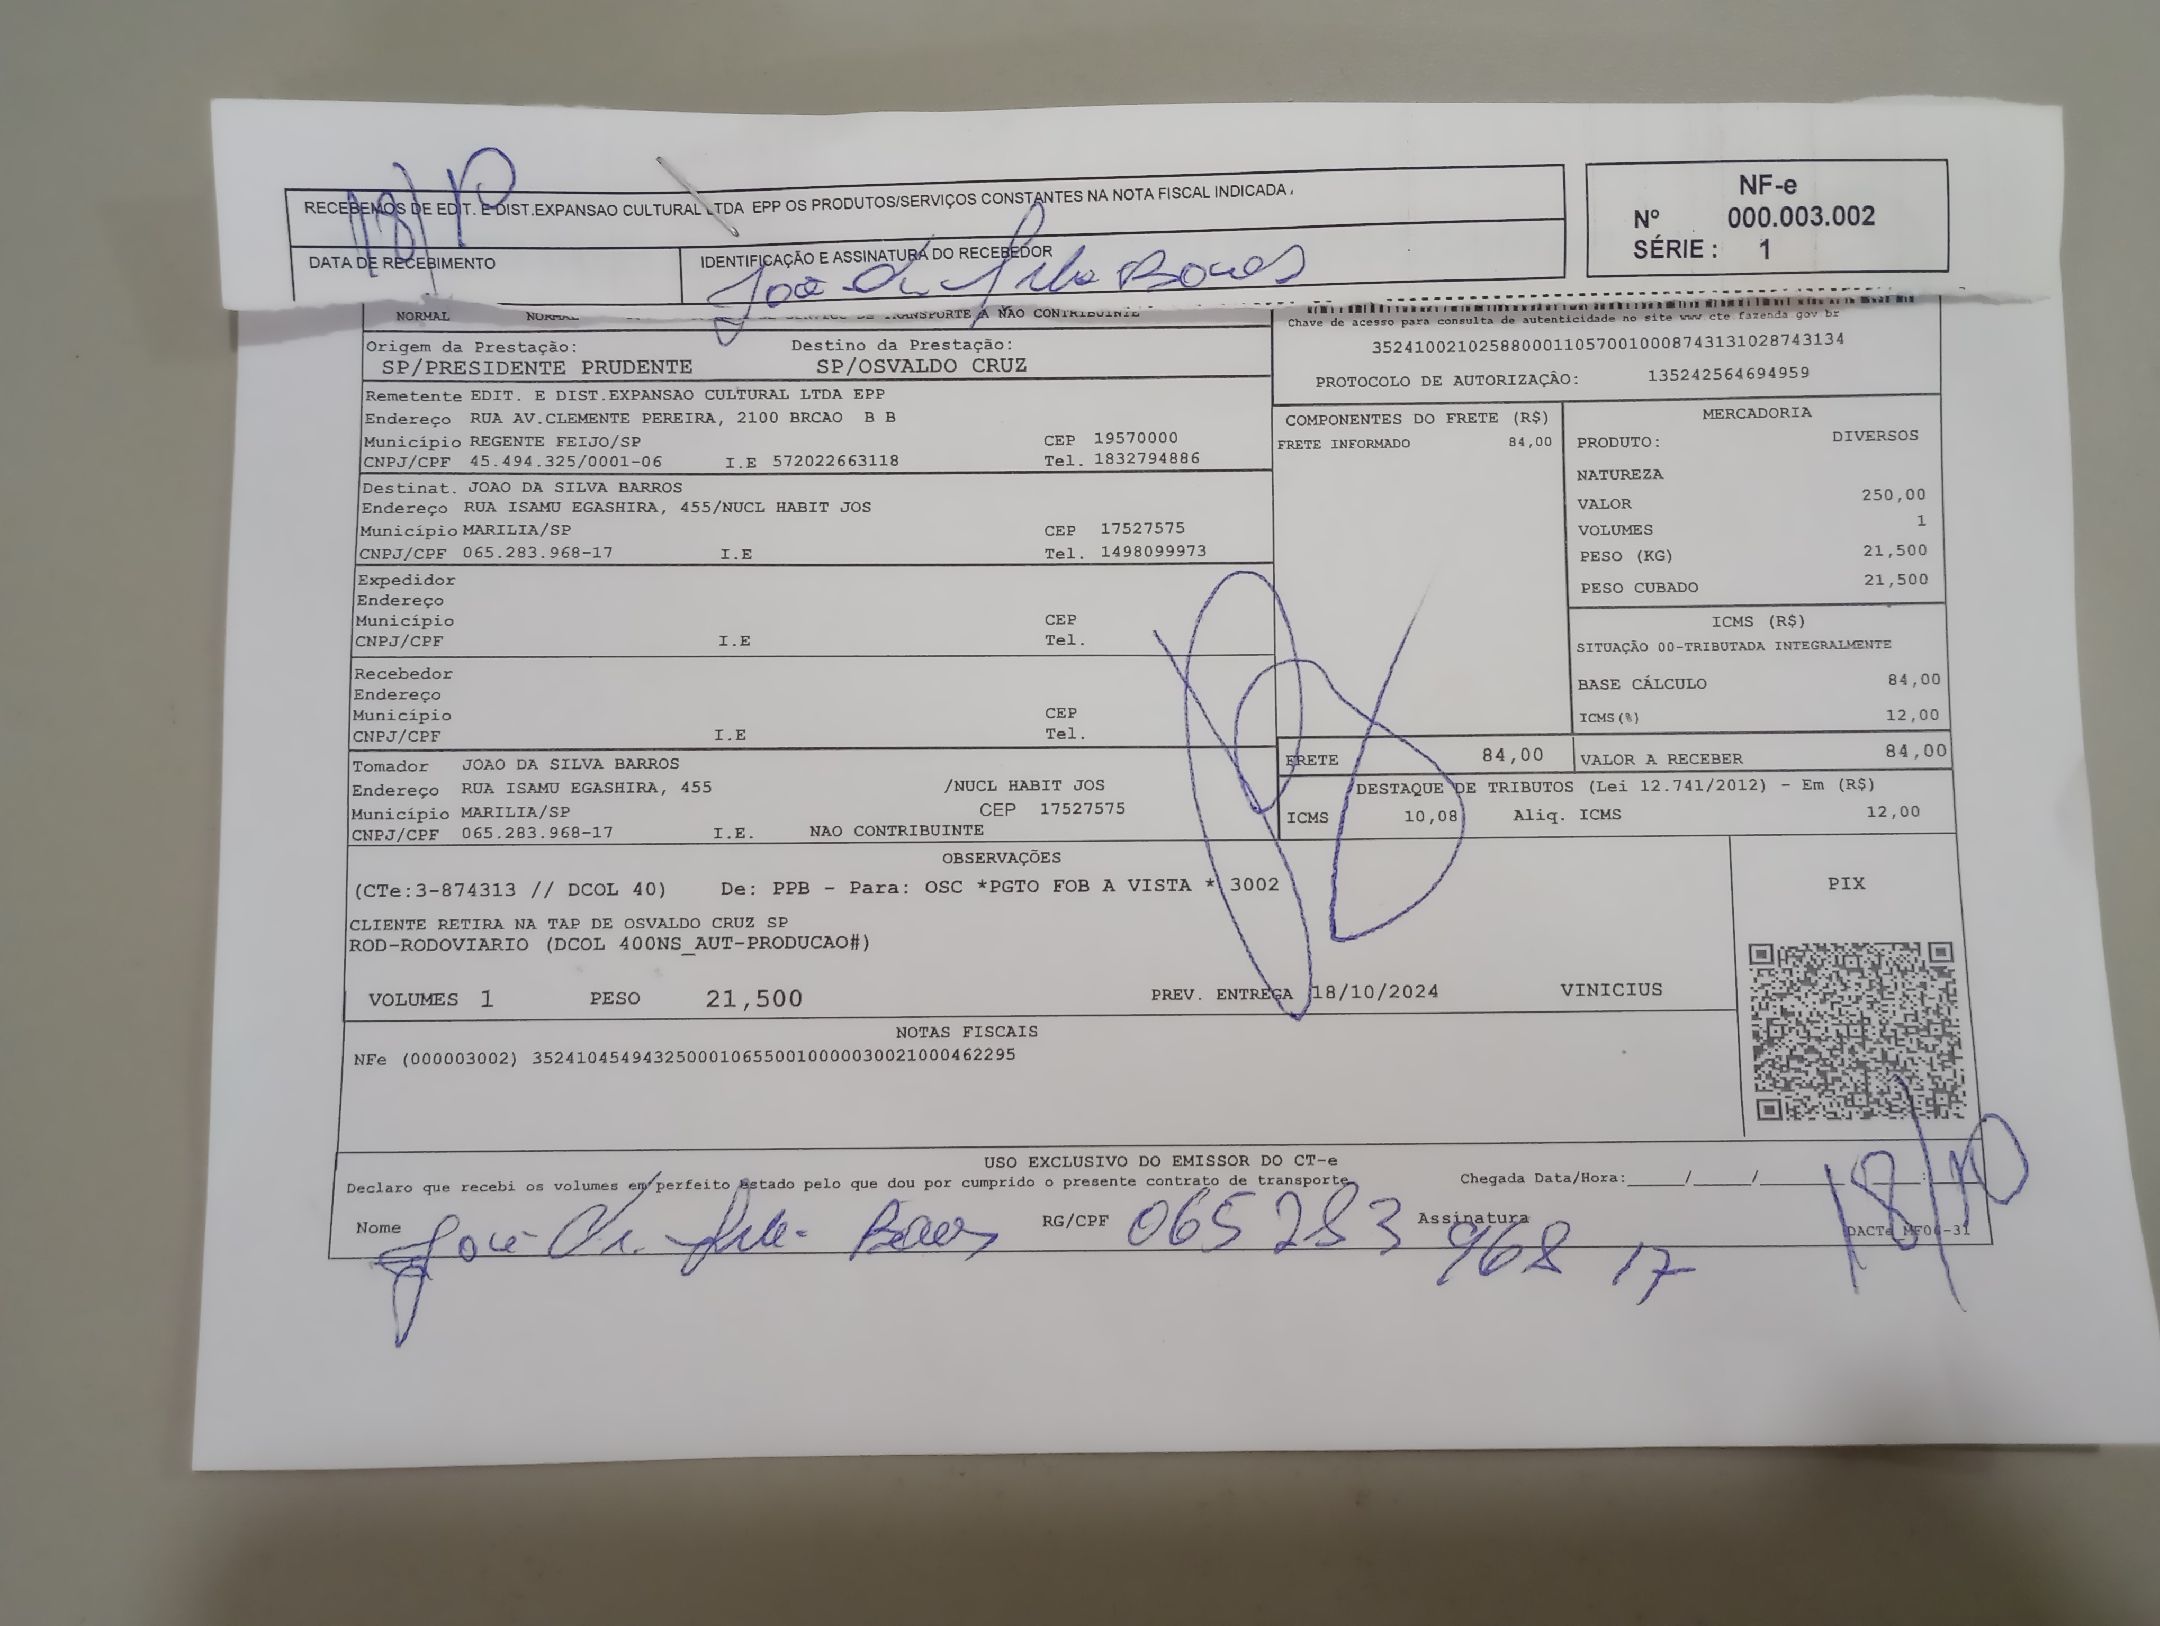 18/10
RECEBEMOS DE EDIT. E DIST.EXPANSAO CULTURAL LTDA EPP OS PRODUTOS/SERVIÇOS CONSTANTES NA NOTA FISCAL INDICADA
NF-e
Nº 000.003.002
SÉRIE : 1
DATA DE RECEBIMENTO IDENTIFICAÇÃO E ASSINATURA DO RECEBEDOR
NORMAL NORMAL TRANSPORTE A NAO CONTRIBUINTE
Chave de acesso para consulta de autenticidade no site www cte fazenda gov br
35241002102588000110570010008743131028743134
PROTOCOLO DE AUTORIZAÇÃO: 135242564694959
Origem da Prestação: Destino da Prestação:
SP/PRESIDENTE PRUDENTE SP/OSVALDO CRUZ
Remetente EDIT. E DIST.EXPANSAO CULTURAL LTDA EPP
Endereço RUA AV.CLEMENTE PEREIRA, 2100 BRCAO B B
Município REGENTE FEIJO/SP CEP 19570000
CNPJ/CPF 45.494.325/0001-06 I.E 572022663118 Tel. 1832794886
Destinat. JOAO DA SILVA BARROS
Endereço RUA ISAMU EGASHIRA, 455/NUCL HABIT JOS
Município MARILIA/SP CEP 17527575
CNPJ/CPF 065.283.968-17 I.E Tel. 1498099973
Expedidor
Endereço
Município CEP
CNPJ/CPF I.E Tel.
Recebedor
Endereço
Município CEP
CNPJ/CPF I.E Tel.
Tomador JOAO DA SILVA BARROS
Endereço RUA ISAMU EGASHIRA, 455 /NUCL HABIT JOS
Município MARILIA/SP CEP 17527575
CNPJ/CPF 065.283.968-17 I.E. NAO CONTRIBUINTE
COMPONENTES DO FRETE (R$)
FRETE INFORMADO 84,00
MERCADORIA
PRODUTO: DIVERSOS
NATUREZA
VALOR 250,00
VOLUMES 1
PESO (KG) 21,500
PESO CUBADO 21,500
ICMS (R$)
SITUAÇÃO 00-TRIBUTADA INTEGRALMENTE
BASE CÁLCULO 84,00
ICMS(%) 12,00
FRETE 84,00 VALOR A RECEBER 84,00
DESTAQUE DE TRIBUTOS (Lei 12.741/2012) - Em (R$)
ICMS 10,08 Aliq. ICMS 12,00
OBSERVAÇÕES
(CTe:3-874313 // DCOL 40) De: PPB - Para: OSC *PGTO FOB A VISTA * 3002
CLIENTE RETIRA NA TAP DE OSVALDO CRUZ SP
ROD-RODOVIARIO (DCOL 400NS_AUT-PRODUCAO#)
VOLUMES 1 PESO 21,500 PREV. ENTREGA 18/10/2024 VINICIUS
PIX
NOTAS FISCAIS
NFe (000003002) 35241045494325000106550010000030021000462295
USO EXCLUSIVO DO EMISSOR DO CT-e
Declaro que recebi os volumes em perfeito estado pelo que dou por cumprido o presente contrato de transporte Chegada Data/Hora:____/____/____ 18/10
Nome RG/CPF 065 283 968 17 Assinatura